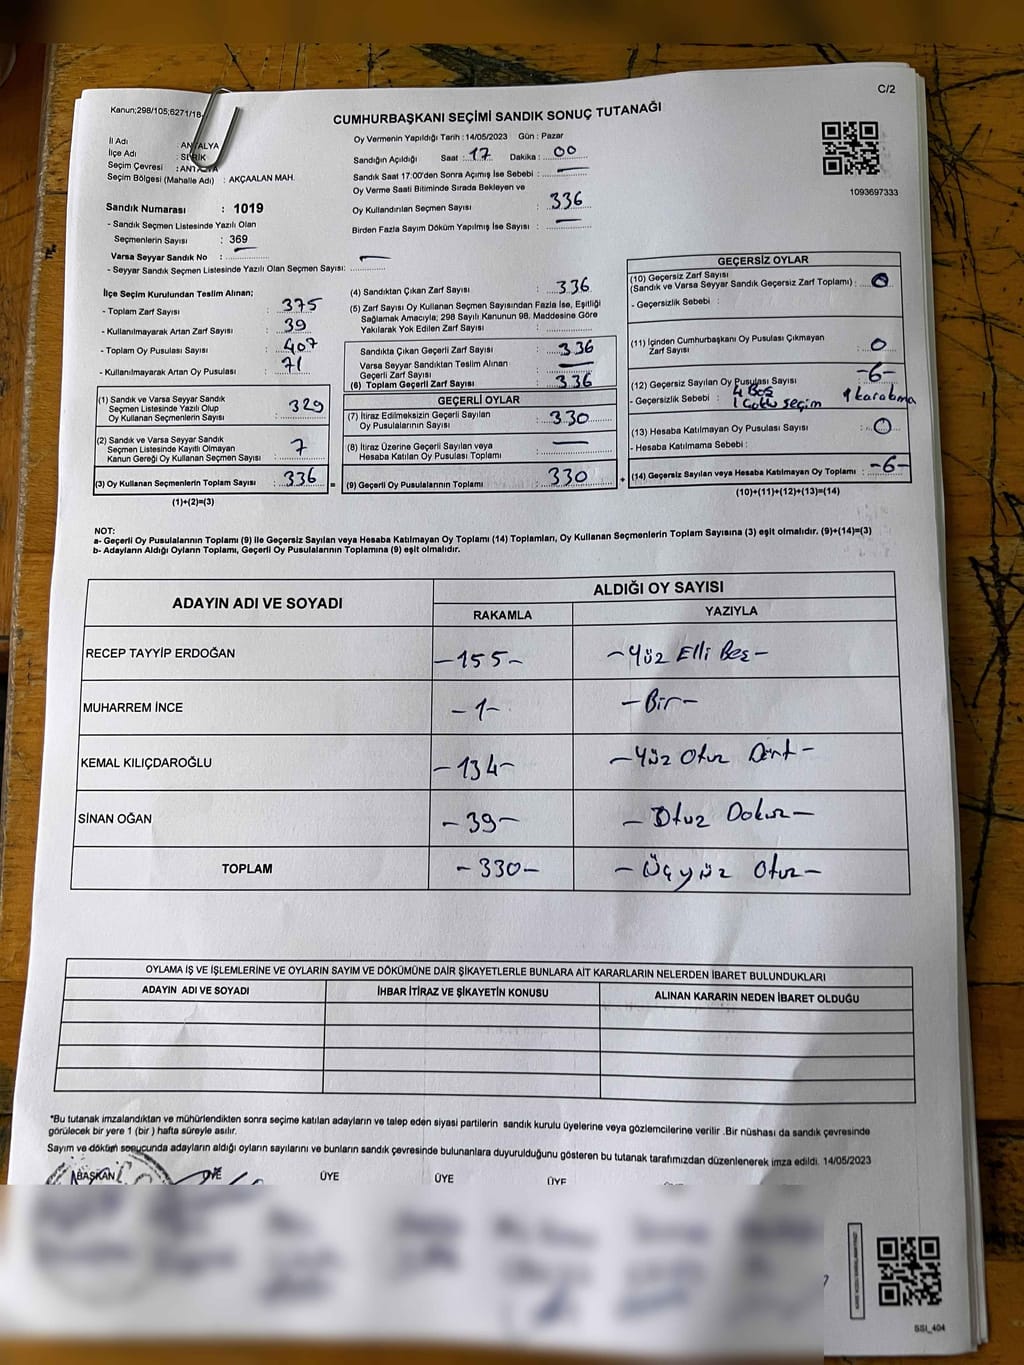 Kanun;298/105;6271/18
C/2
CUMHURBAŞKANI SEÇİMİ SANDIK SONUÇ TUTANAĞI
Oy Vermenin Yapıldığı Tarih : 14/05/2023 Gün : Pazar
İl Adı : ANTALYA
İlçe Adı : SERİK
Seçim Çevresi : ANTALYA
Seçim Bölgesi (Mahalle Adı) : AKÇAALAN MAH.
Sandığın Açıldığı Saat : 17 Dakika : 00
Sandık Saat 17.00'den Sonra Açımış İse Sebebi : —
Oy Verme Saati Bitiminde Sırada Bekleyen ve
Oy Kullandırılan Seçmen Sayısı : 336
Birden Fazla Sayım Döküm Yapılmış İse Sayısı : —
1093697333
Sandık Numarası : 1019
- Sandık Seçmen Listesinde Yazılı Olan
Seçmenlerin Sayısı : 369
Varsa Seyyar Sandık No : —
- Seyyar Sandık Seçmen Listesinde Yazılı Olan Seçmen Sayısı: —
İlçe Seçim Kurulundan Teslim Alınan;
- Toplam Zarf Sayısı : 375
- Kullanılmayarak Artan Zarf Sayısı : 39
- Toplam Oy Pusulası Sayısı : 407
- Kullanılmayarak Artan Oy Pusulası : 71
(1) Sandık ve Varsa Seyyar Sandık
Seçmen Listesinde Yazılı Olup
Oy Kullanan Seçmenlerin Sayısı : 329
(2) Sandık ve Varsa Seyyar Sandık
Seçmen Listesinde Kayıtlı Olmayan
Kanun Gereği Oy Kullanan Seçmen Sayısı : 7
(3) Oy Kullanan Seçmenlerin Toplam Sayısı : 336 =
(1)+(2)=(3)
(4) Sandıktan Çıkan Zarf Sayısı : 336
(5) Zarf Sayısı Oy Kullanan Seçmen Sayısından Fazla İse, Eşitliği
Sağlamak Amacıyla; 298 Sayılı Kanunun 98. Maddesine Göre
Yakılarak Yok Edilen Zarf Sayısı :
Sandıkta Çıkan Geçerli Zarf Sayısı : 336
Varsa Seyyar Sandıktan Teslim Alınan
Geçerli Zarf Sayısı : —
(6) Toplam Geçerli Zarf Sayısı : 336
GEÇERLİ OYLAR
(7) İtiraz Edilmeksizin Geçerli Sayılan
Oy Pusulalarının Sayısı : 330
(8) İtiraz Üzerine Geçerli Sayılan veya
Hesaba Katılan Oy Pusulası Toplamı : —
(9) Geçerli Oy Pusulalarının Toplamı : 330 +
GEÇERSİZ OYLAR
(10) Geçersiz Zarf Sayısı
(Sandık ve Varsa Seyyar Sandık Geçersiz Zarf Toplamı) : 0
- Geçersizlik Sebebi :
(11) İçinden Cumhurbaşkanı Oy Pusulası Çıkmayan
Zarf Sayısı : 0
(12) Geçersiz Sayılan Oy Pusulası Sayısı : -6-
- Geçersizlik Sebebi : 4 Boş
1 Çoklu seçim 1 karalama
(13) Hesaba Katılmayan Oy Pusulası Sayısı : 0
- Hesaba Katılmama Sebebi :
(14) Geçersiz Sayılan veya Hesaba Katılmayan Oy Toplamı : -6-
(10)+(11)+(12)+(13)=(14)
NOT:
a- Geçerli Oy Pusulalarının Toplamı (9) ile Geçersiz Sayılan veya Hesaba Katılmayan Oy Toplamı (14) Toplamları, Oy Kullanan Seçmenlerin Toplam Sayısına (3) eşit olmalıdır. (9)+(14)=(3)
b- Adayların Aldığı Oyların Toplamı, Geçerli Oy Pusulalarının Toplamına (9) eşit olmalıdır.
ADAYIN ADI VE SOYADI ALDIĞI OY SAYISI
RAKAMLA YAZIYLA
RECEP TAYYİP ERDOĞAN -155- -Yüz Elli Beş-
MUHARREM İNCE -1- -Bir-
KEMAL KILIÇDAROĞLU -134- -Yüz Otuz Dört-
SİNAN OĞAN -39- -Otuz Dokuz-
TOPLAM -330- -Üçyüz Otuz-
OYLAMA İŞ VE İŞLEMLERİNE VE OYLARIN SAYIM VE DÖKÜMÜNE DAİR ŞİKAYETLERLE BUNLARA AİT KARARLARIN NELERDEN İBARET BULUNDUKLARI
ADAYIN ADI VE SOYADI İHBAR İTİRAZ VE ŞİKAYETİN KONUSU ALINAN KARARIN NEDEN İBARET OLDUĞU
*Bu tutanak imzalandıktan ve mühürlendikten sonra seçime katılan adayların ve talep eden siyasi partilerin sandık kurulu üyelerine veya gözlemcilerine verilir .Bir nüshası da sandık çevresinde
görülecek bir yere 1 (bir ) hafta süreyle asılır.
Sayım ve döküm sonucunda adayların aldığı oyların sayılarını ve bunların sandık çevresinde bulunanlara duyurulduğunu gösteren bu tutanak tarafımızdan düzenlenerek imza edildi. 14/05/2023
BAŞKAN ÜYE ÜYE ÜYE ÜYE
SSI_404